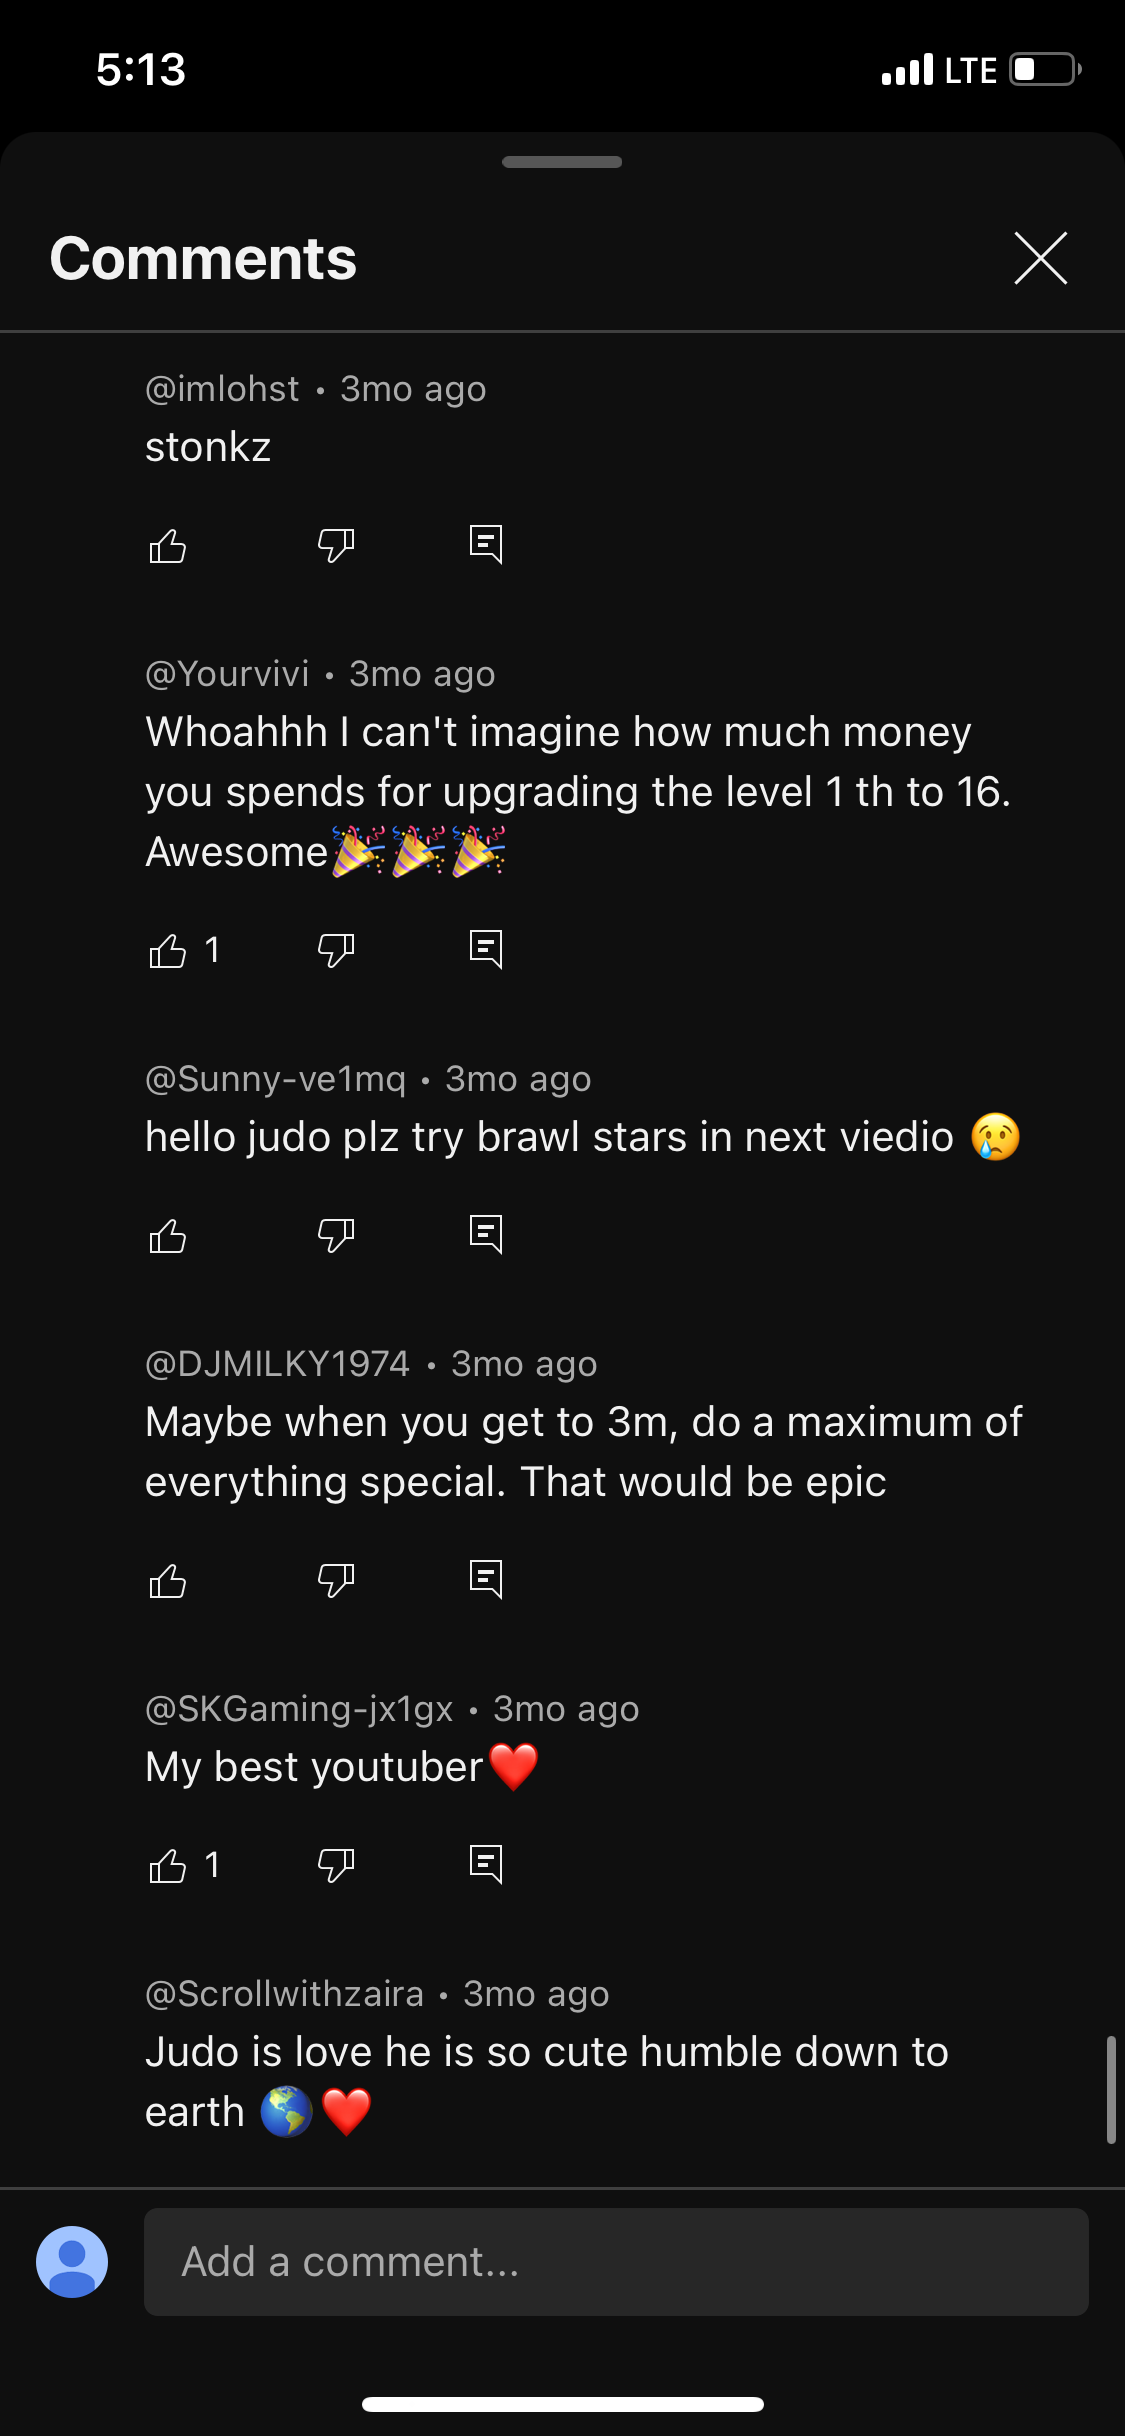 5:13
LTE
Comments
@imlohst • 3mo ago
stonkz
@Yourvivi • 3mo ago
Whoahhh I can't imagine how much money
you spends for upgrading the level 1 th to 16.
Awesome🎉🎉🎉
1
@Sunny-ve1mq • 3mo ago
hello judo plz try brawl stars in next viedio 😢
@DJMILKY1974 • 3mo ago
Maybe when you get to 3m, do a maximum of
everything special. That would be epic
@SKGaming-jx1gx • 3mo ago
My best youtuber❤️
1
@Scrollwithzaira • 3mo ago
Judo is love he is so cute humble down to
earth 🌎❤️
Add a comment...